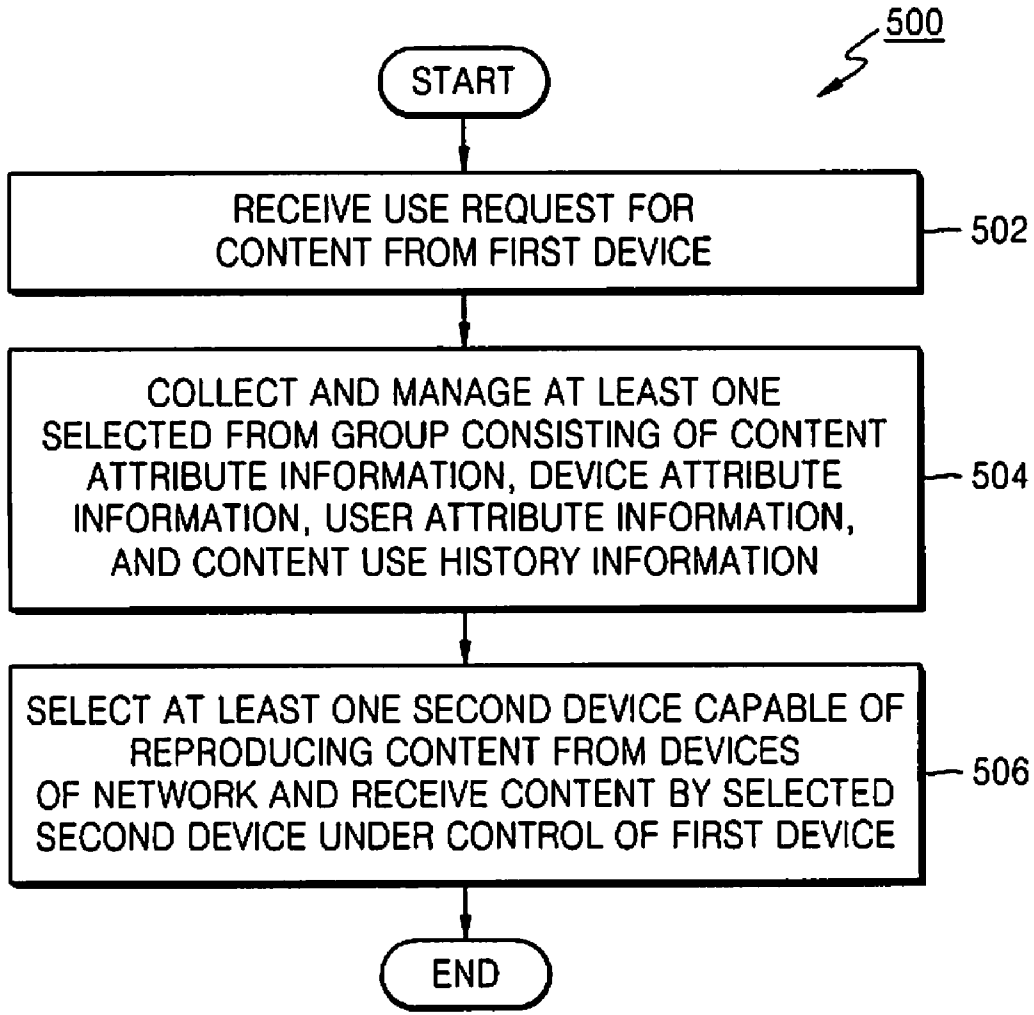 500
START
RECEIVE USE REQUEST FOR
CONTENT FROM FIRST DEVICE
502
COLLECT AND MANAGE AT LEAST ONE
SELECTED FROM GROUP CONSISTING OF CONTENT
ATTRIBUTE INFORMATION, DEVICE ATTRIBUTE
INFORMATION, USER ATTRIBUTE INFORMATION,
AND CONTENT USE HISTORY INFORMATION
504
SELECT AT LEAST ONE SECOND DEVICE CAPABLE OF
REPRODUCING CONTENT FROM DEVICES
OF NETWORK AND RECEIVE CONTENT BY SELECTED
SECOND DEVICE UNDER CONTROL OF FIRST DEVICE
506
END